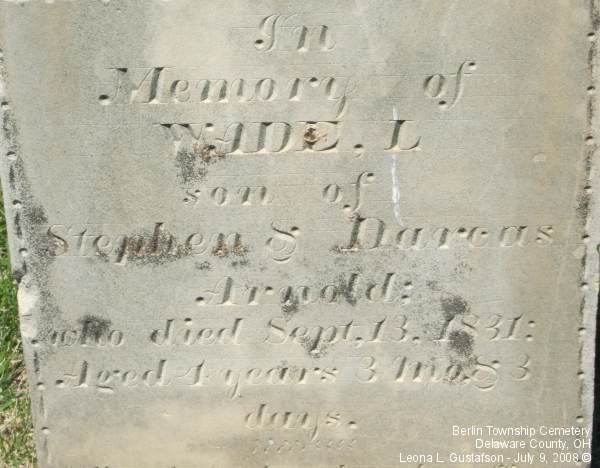 In
Memory of
WADE, L
son of
Stephen & Darcas
Arnold;
who died Sept, 13. 1831:
Aged 4 years 3 mo. & 3
days.
Berlin Township Cemetery
Delaware County, OH
Leona L. Gustafson - July 9, 2008 ©